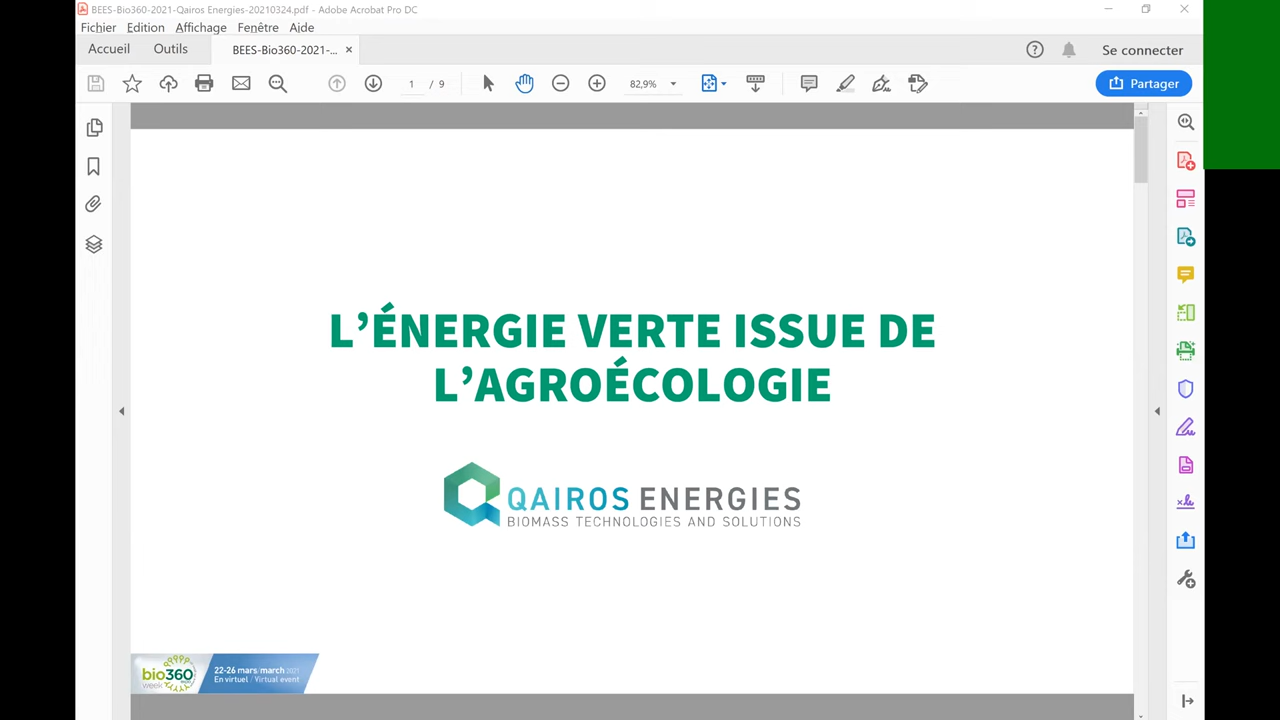 BEES-Bio360-2021-Qairos Energies-20210324.pdf - Adobe Acrobat Pro DC
Fichier Edition Affichage Fenêtre Aide
Accueil Outils BEES-Bio360-2021-... × Se connecter
1 / 9 82,9% Partager
L’ÉNERGIE VERTE ISSUE DE
L’AGROÉCOLOGIE
QAIROS ENERGIES
BIOMASS TECHNOLOGIES AND SOLUTIONS
bio360
week
22-26 mars/march 2021
En virtuel / Virtual event